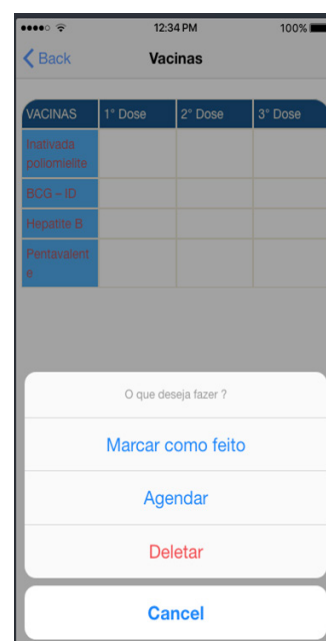 12:34 PM 100%
Back Vacinas
VACINAS 1° Dose 2° Dose 3° Dose
Inativada
poliomielite
BCG – ID
Hepatite B
Pentavalent
e
O que deseja fazer ?
Marcar como feito
Agendar
Deletar
Cancel